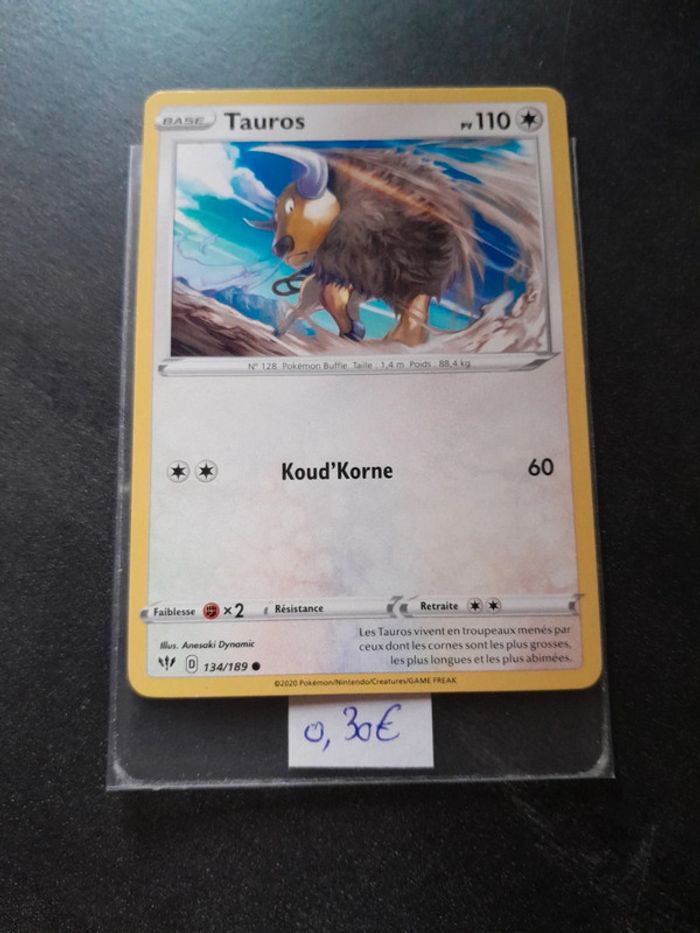 BASE Tauros PV 110
N° 128 Pokémon Buffle Taille : 1,4 m Poids : 88,4 kg
Koud'Korne 60
Faiblesse ×2 Résistance Retraite
Les Tauros vivent en troupeaux menés par
ceux dont les cornes sont les plus grosses,
les plus longues et les plus abimées.
Illus. Anesaki Dynamic
D 134/189
©2020 Pokémon/Nintendo/Creatures/GAME FREAK
0,30€